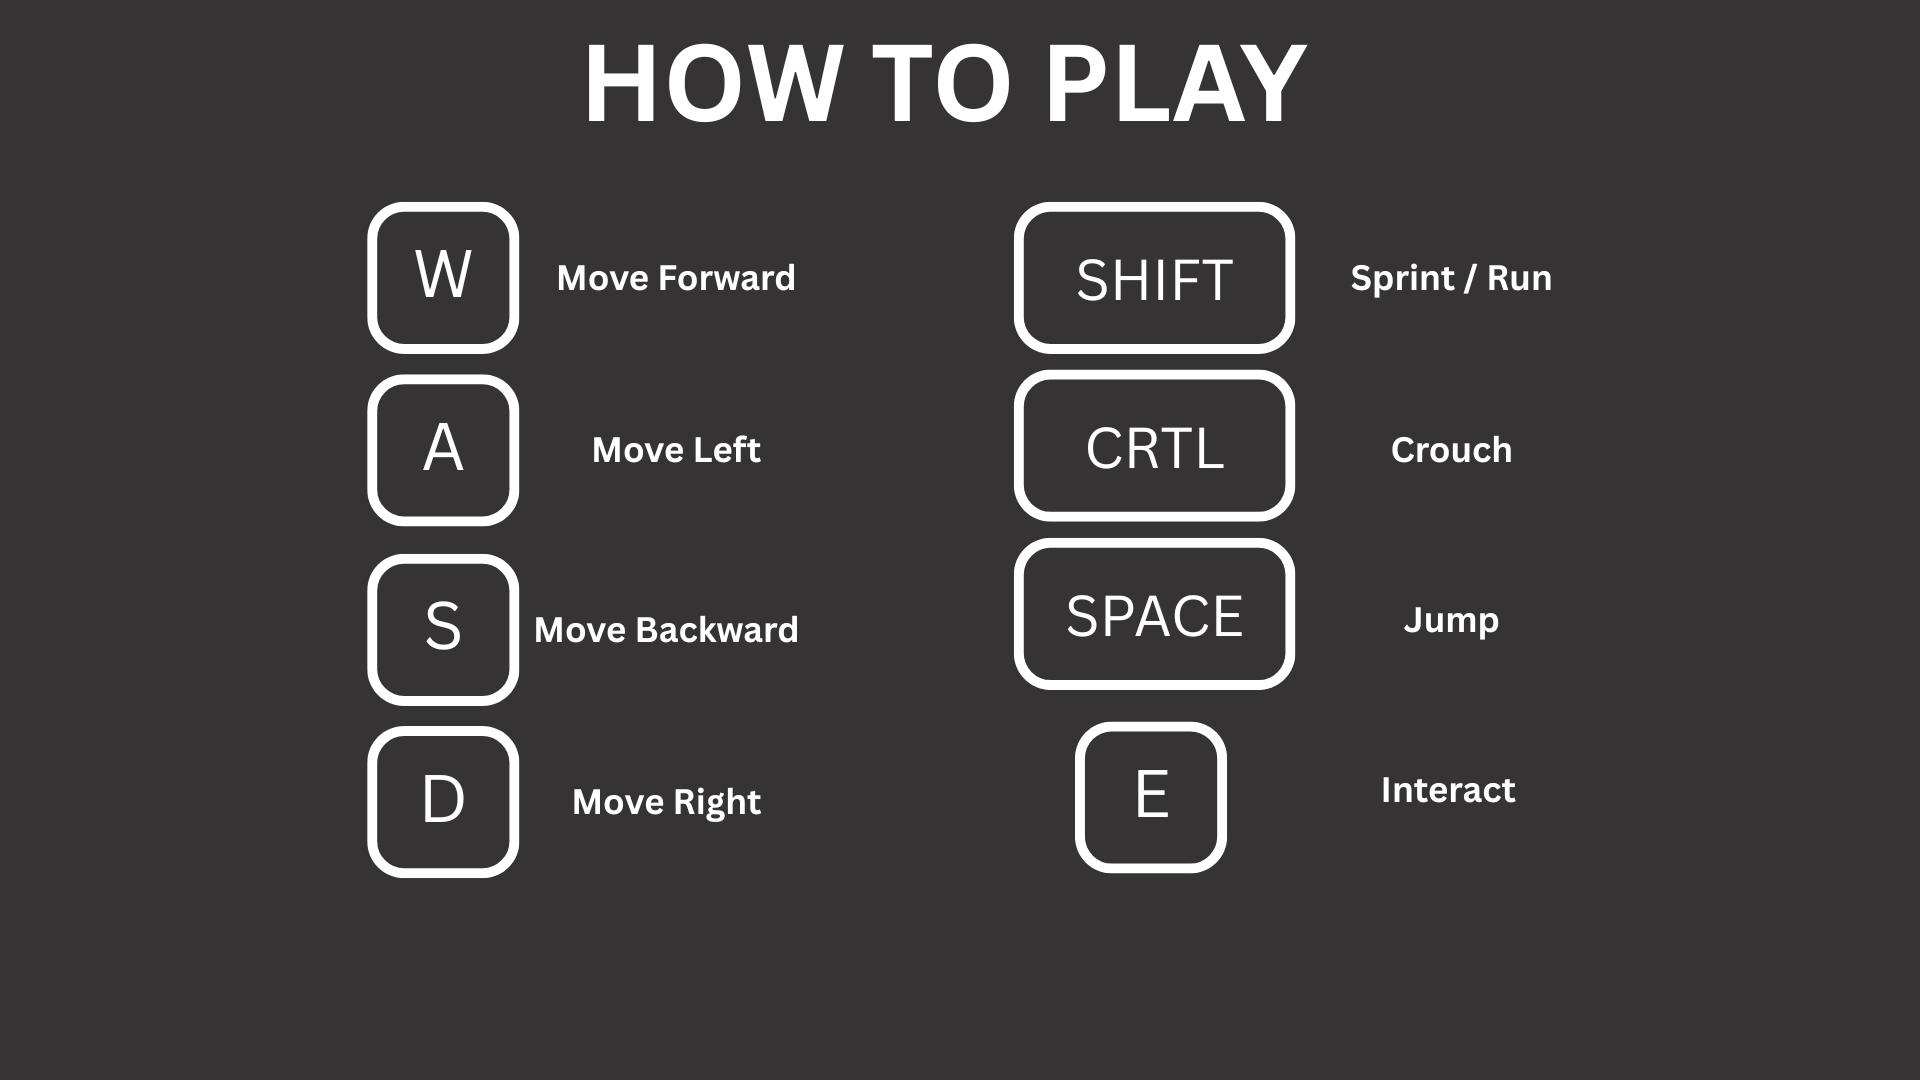 HOW TO PLAY
W Move Forward
A Move Left
S Move Backward
D Move Right
SHIFT Sprint / Run
CRTL Crouch
SPACE Jump
E Interact